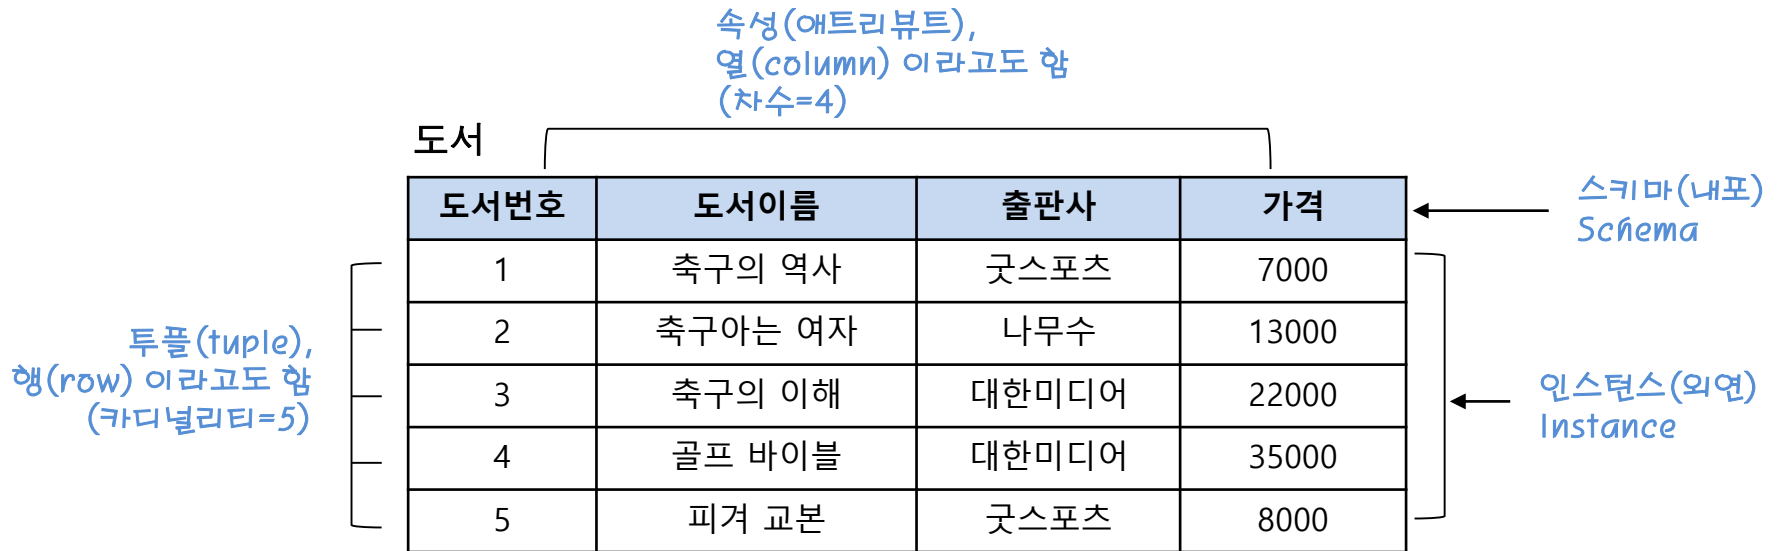 속성(애트리뷰트),
열(column) 이라고도 함
(차수=4)
도서
도서번호 도서이름 출판사 가격
스키마(내포)
Schema
1 축구의 역사 굿스포츠 7000
2 축구아는 여자 나무수 13000
3 축구의 이해 대한미디어 22000
4 골프 바이블 대한미디어 35000
5 피겨 교본 굿스포츠 8000
투플(tuple),
행(row) 이라고도 함
(카디널리티=5)
인스턴스(외연)
Instance